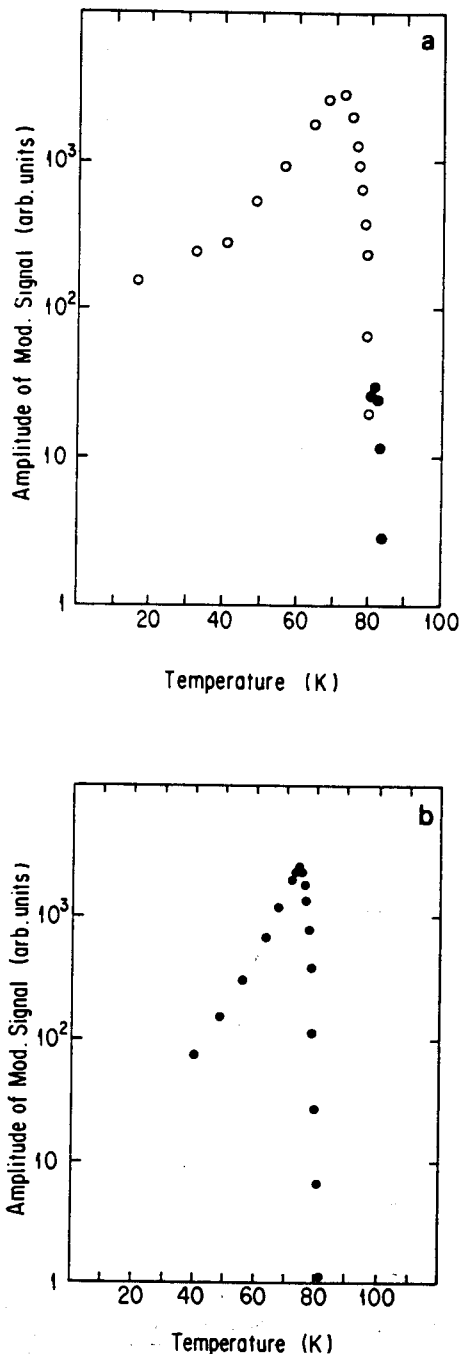 a
Amplitude of Mod. Signal (arb. units)
10³
10²
10
1
20 40 60 80 100
Temperature (K)
b
Amplitude of Mod. Signal (arb. units)
10³
10²
10
1
20 40 60 80 100
Temperature (K)